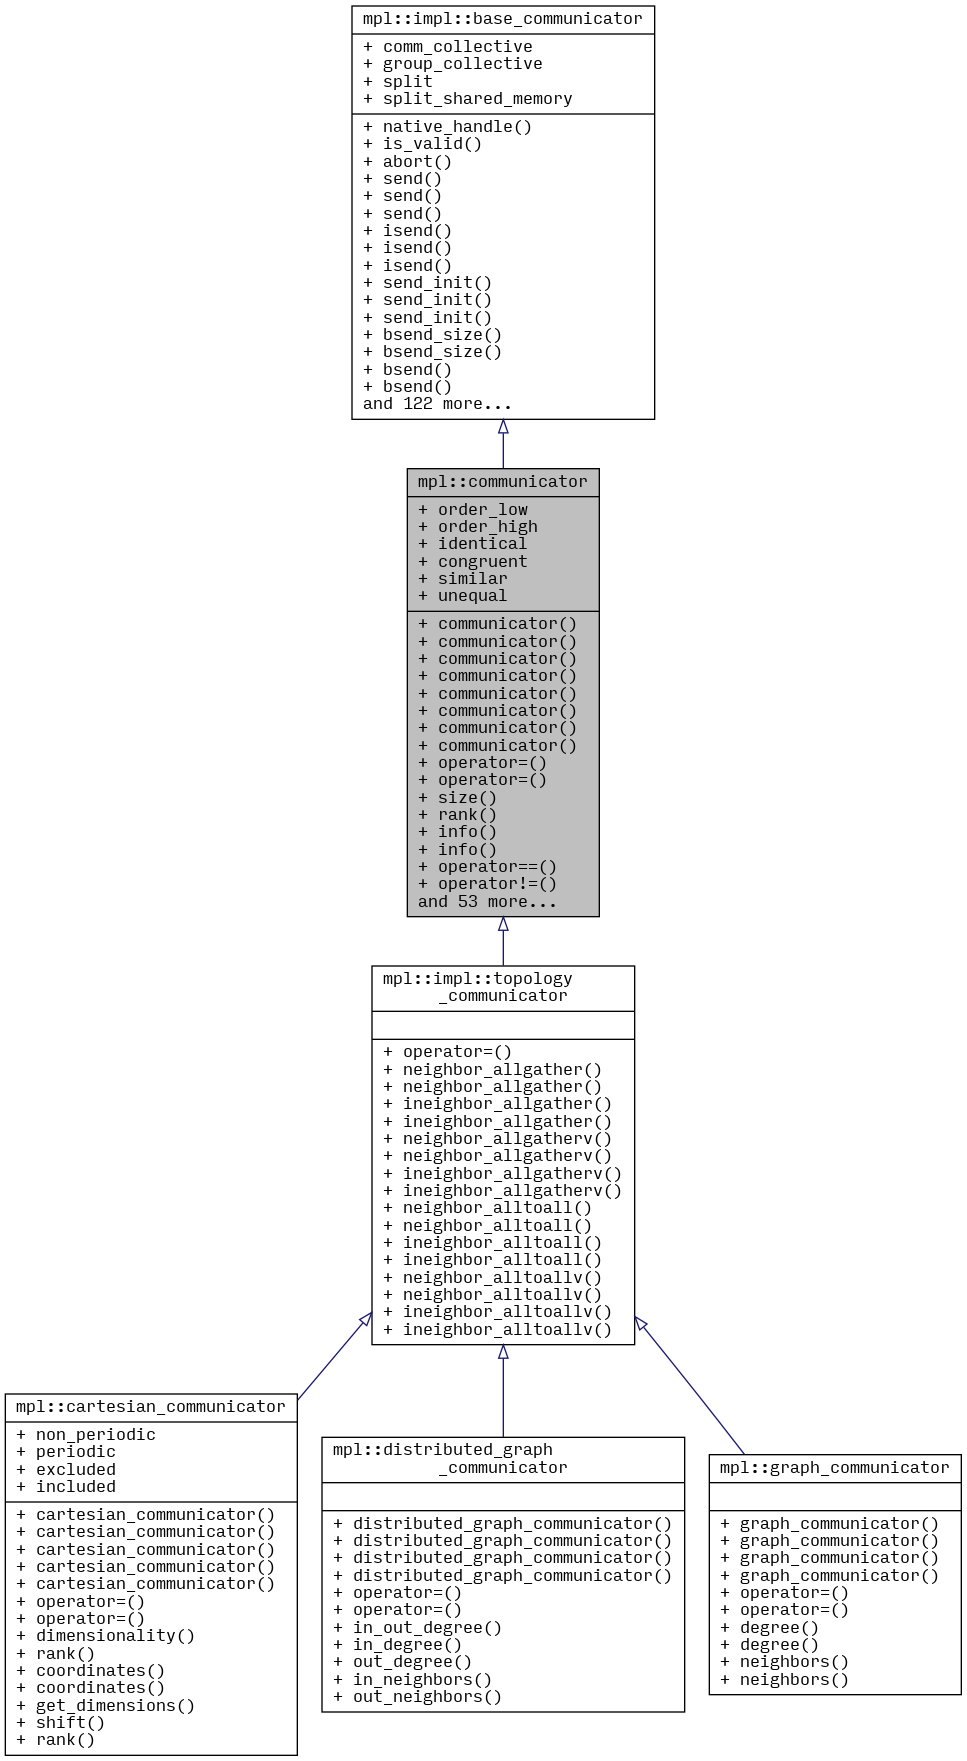 mpl::impl::base_communicator
+ comm_collective
+ group_collective
+ split
+ split_shared_memory
+ native_handle()
+ is_valid()
+ abort()
+ send()
+ send()
+ send()
+ isend()
+ isend()
+ isend()
+ send_init()
+ send_init()
+ send_init()
+ bsend_size()
+ bsend_size()
+ bsend()
+ bsend()
and 122 more...
mpl::communicator
+ order_low
+ order_high
+ identical
+ congruent
+ similar
+ unequal
+ communicator()
+ communicator()
+ communicator()
+ communicator()
+ communicator()
+ communicator()
+ communicator()
+ communicator()
+ operator=()
+ operator=()
+ size()
+ rank()
+ info()
+ info()
+ operator==()
+ operator!=()
and 53 more...
mpl::impl::topology
_communicator
+ operator=()
+ neighbor_allgather()
+ neighbor_allgather()
+ ineighbor_allgather()
+ ineighbor_allgather()
+ neighbor_allgatherv()
+ neighbor_allgatherv()
+ ineighbor_allgatherv()
+ ineighbor_allgatherv()
+ neighbor_alltoall()
+ neighbor_alltoall()
+ ineighbor_alltoall()
+ ineighbor_alltoall()
+ neighbor_alltoallv()
+ neighbor_alltoallv()
+ ineighbor_alltoallv()
+ ineighbor_alltoallv()
mpl::cartesian_communicator
+ non_periodic
+ periodic
+ excluded
+ included
+ cartesian_communicator()
+ cartesian_communicator()
+ cartesian_communicator()
+ cartesian_communicator()
+ cartesian_communicator()
+ operator=()
+ operator=()
+ dimensionality()
+ rank()
+ coordinates()
+ coordinates()
+ get_dimensions()
+ shift()
+ rank()
mpl::distributed_graph
_communicator
+ distributed_graph_communicator()
+ distributed_graph_communicator()
+ distributed_graph_communicator()
+ distributed_graph_communicator()
+ operator=()
+ operator=()
+ in_out_degree()
+ in_degree()
+ out_degree()
+ in_neighbors()
+ out_neighbors()
mpl::graph_communicator
+ graph_communicator()
+ graph_communicator()
+ graph_communicator()
+ graph_communicator()
+ operator=()
+ operator=()
+ degree()
+ degree()
+ neighbors()
+ neighbors()